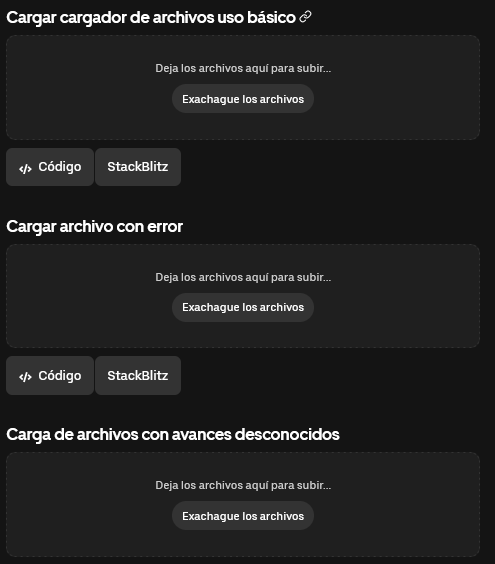 Cargar cargador de archivos uso básico
Deja los archivos aquí para subir...
Exachague los archivos
Código
StackBlitz
Cargar archivo con error
Deja los archivos aquí para subir...
Exachague los archivos
Código
StackBlitz
Carga de archivos con avances desconocidos
Deja los archivos aquí para subir...
Exachague los archivos